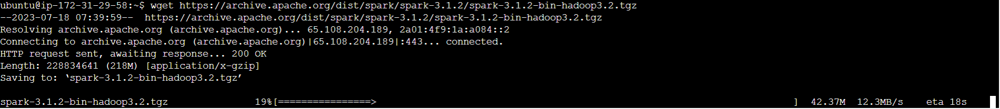 ubuntu@ip-172-31-29-58:~$ wget https://archive.apache.org/dist/spark/spark-3.1.2/spark-3.1.2-bin-hadoop3.2.tgz
--2023-07-18 07:39:59--  https://archive.apache.org/dist/spark/spark-3.1.2/spark-3.1.2-bin-hadoop3.2.tgz
Resolving archive.apache.org (archive.apache.org)... 65.108.204.189, 2a01:4f9:1a:a084::2
Connecting to archive.apache.org (archive.apache.org)|65.108.204.189|:443... connected.
HTTP request sent, awaiting response... 200 OK
Length: 228834641 (218M) [application/x-gzip]
Saving to: ‘spark-3.1.2-bin-hadoop3.2.tgz’
spark-3.1.2-bin-hadoop3.2.tgz 19%[================> ] 42.37M 12.3MB/s eta 18s